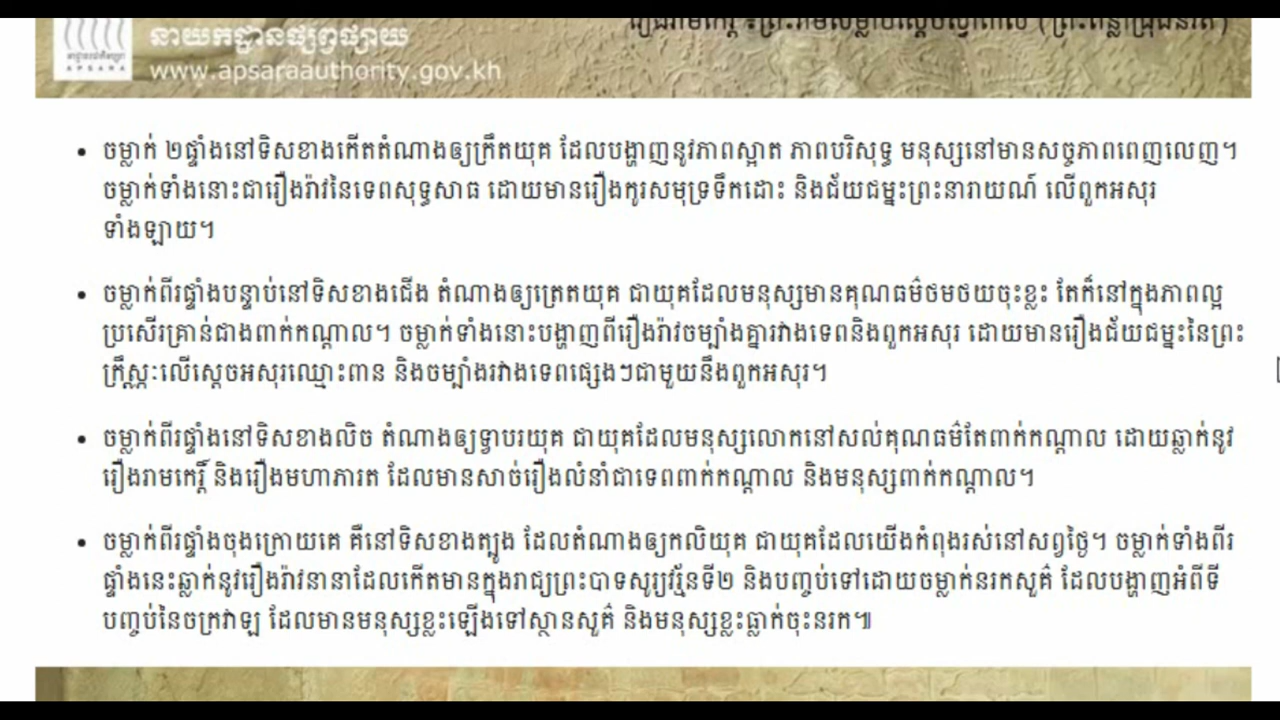 នាយកដ្ឋានផ្សព្វផ្សាយ
APSARA
www.apsaraauthority.gov.kh
ចម្លាក់ ២ផ្ទាំងនៅទិសខាងកើតតំណាងឲ្យក្រឹតយុគ ដែលបង្ហាញនូវភាពស្អាត ភាពបរិសុទ្ធ មនុស្សនៅមានសច្ចភាពពេញលេញ។
ចម្លាក់ទាំងនោះជារឿងរ៉ាវនៃទេពសុទ្ធសាធ ដោយមានរឿងកូរសមុទ្រទឹកដោះ និងជ័យជម្នះព្រះនារាយណ៍ លើពួកអសុរ
ទាំងឡាយ។
ចម្លាក់ពីរផ្ទាំងបន្ទាប់នៅទិសខាងជើង តំណាងឲ្យត្រេតយុគ ជាយុគដែលមនុស្សមានគុណធម៌ថមថយចុះខ្លះ តែក៏នៅក្នុងភាពល្អ
ប្រសើរគ្រាន់ជាងពាក់កណ្ដាល។ ចម្លាក់ទាំងនោះបង្ហាញពីរឿងរ៉ាវចម្បាំងគ្នារវាងទេពនិងពួកអសុរ ដោយមានរឿងជ័យជម្នះនៃព្រះ
ក្រឹស្ណៈលើស្ដេចអសុរឈ្មោះពាន និងចម្បាំងរវាងទេពផ្សេងៗជាមួយនឹងពួកអសុរ។
ចម្លាក់ពីរផ្ទាំងនៅទិសខាងលិច តំណាងឲ្យទ្វាបរយុគ ជាយុគដែលមនុស្សលោកនៅសល់គុណធម៌តែពាក់កណ្ដាល ដោយឆ្លាក់នូវ
រឿងរាមកេរ្តិ៍ និងរឿងមហាភារត ដែលមានសាច់រឿងលំនាំជាទេពពាក់កណ្ដាល និងមនុស្សពាក់កណ្ដាល។
ចម្លាក់ពីរផ្ទាំងចុងក្រោយគេ គឺនៅទិសខាងត្បូង ដែលតំណាងឲ្យកលិយុគ ជាយុគដែលយើងកំពុងរស់នៅសព្វថ្ងៃ។ ចម្លាក់ទាំងពីរ
ផ្ទាំងនេះឆ្លាក់នូវរឿងរ៉ាវនានាដែលកើតមានក្នុងរាជ្យព្រះបាទសូរ្យវរ្ម័នទី២ និងបញ្ចប់ទៅដោយចម្លាក់នរកសួគ៌ ដែលបង្ហាញអំពីទី
បញ្ចប់នៃចក្រវាឡ ដែលមានមនុស្សខ្លះឡើងទៅស្ថានសួគ៌ និងមនុស្សខ្លះធ្លាក់ចុះនរក៕